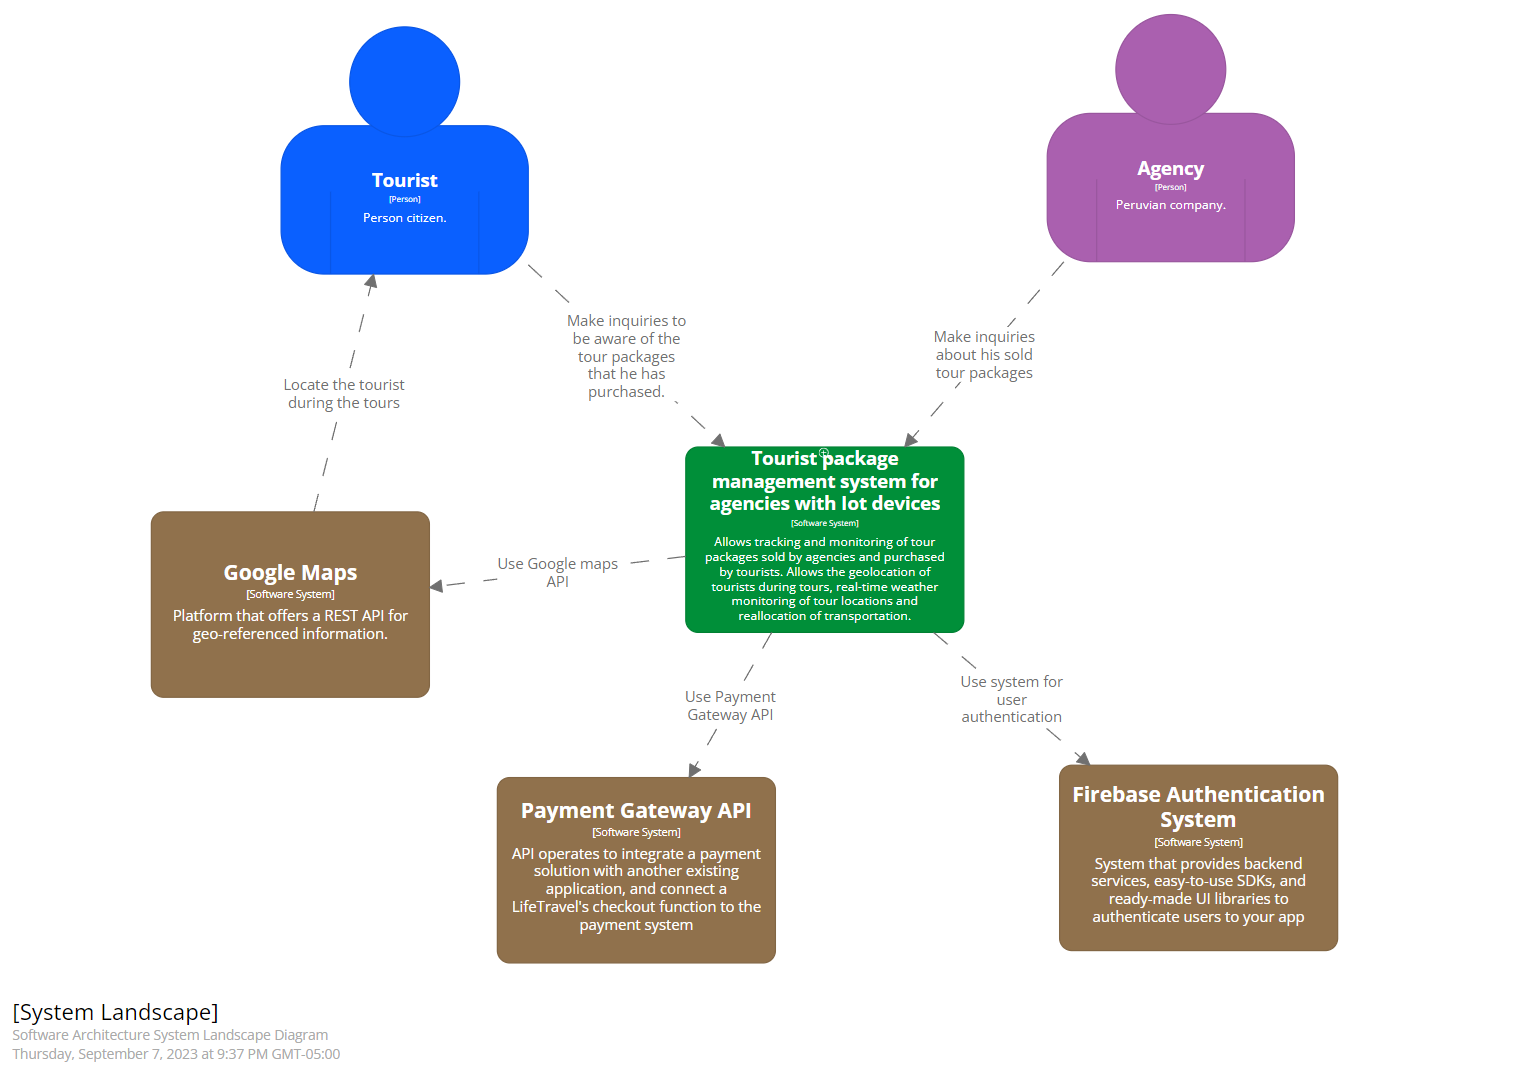 Tourist
[Person]
Person citizen.
Agency
[Person]
Peruvian company.
Make inquiries to
be aware of the
tour packages
that he has
purchased.
Make inquiries
about his sold
tour packages
Locate the tourist
during the tours
Tourist package
management system for
agencies with Iot devices
[Software System]
Allows tracking and monitoring of tour
packages sold by agencies and purchased
by tourists. Allows the geolocation of
tourists during tours, real-time weather
monitoring of tour locations and
reallocation of transportation.
Use Google maps
API
Google Maps
[Software System]
Platform that offers a REST API for
geo-referenced information.
Use Payment
Gateway API
Use system for
user
authentication
Payment Gateway API
[Software System]
API operates to integrate a payment
solution with another existing
application, and connect a
LifeTravel's checkout function to the
payment system
Firebase Authentication
System
[Software System]
System that provides backend
services, easy-to-use SDKs, and
ready-made UI libraries to
authenticate users to your app
[System Landscape]
Software Architecture System Landscape Diagram
Thursday, September 7, 2023 at 9:37 PM GMT-05:00